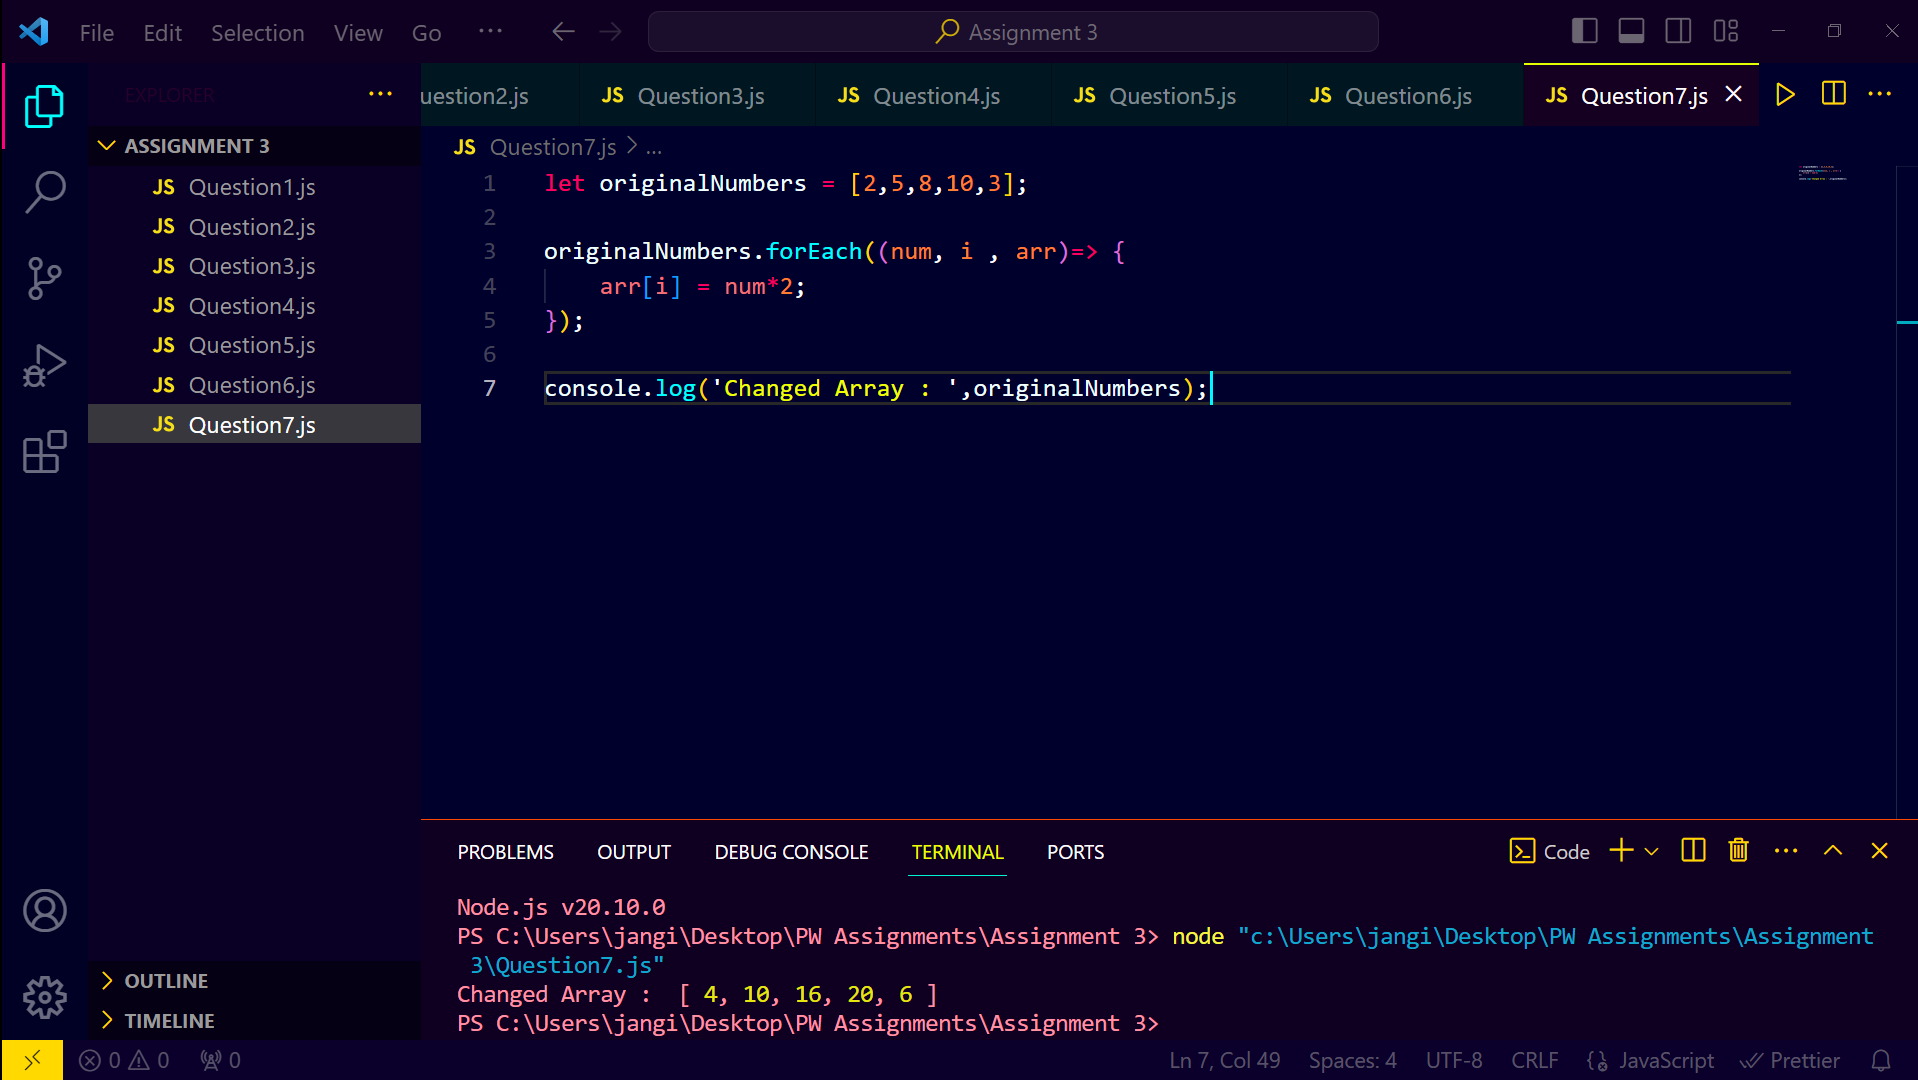 File Edit Selection View Go ··· Assignment 3
EXPLORER ···
uestion2.js JS Question3.js JS Question4.js JS Question5.js JS Question6.js JS Question7.js
ASSIGNMENT 3
JS Question1.js
JS Question2.js
JS Question3.js
JS Question4.js
JS Question5.js
JS Question6.js
JS Question7.js
OUTLINE
TIMELINE
JS Question7.js > ...
1 let originalNumbers = [2,5,8,10,3];
2
3 originalNumbers.forEach((num, i , arr)=> {
4 arr[i] = num*2;
5 });
6
7 console.log('Changed Array : ',originalNumbers);
PROBLEMS OUTPUT DEBUG CONSOLE TERMINAL PORTS Code
Node.js v20.10.0
PS C:\Users\jangi\Desktop\PW Assignments\Assignment 3> node "c:\Users\jangi\Desktop\PW Assignments\Assignment
3\Question7.js"
Changed Array :  [ 4, 10, 16, 20, 6 ]
PS C:\Users\jangi\Desktop\PW Assignments\Assignment 3>
0 0 0 Ln 7, Col 49 Spaces: 4 UTF-8 CRLF JavaScript Prettier